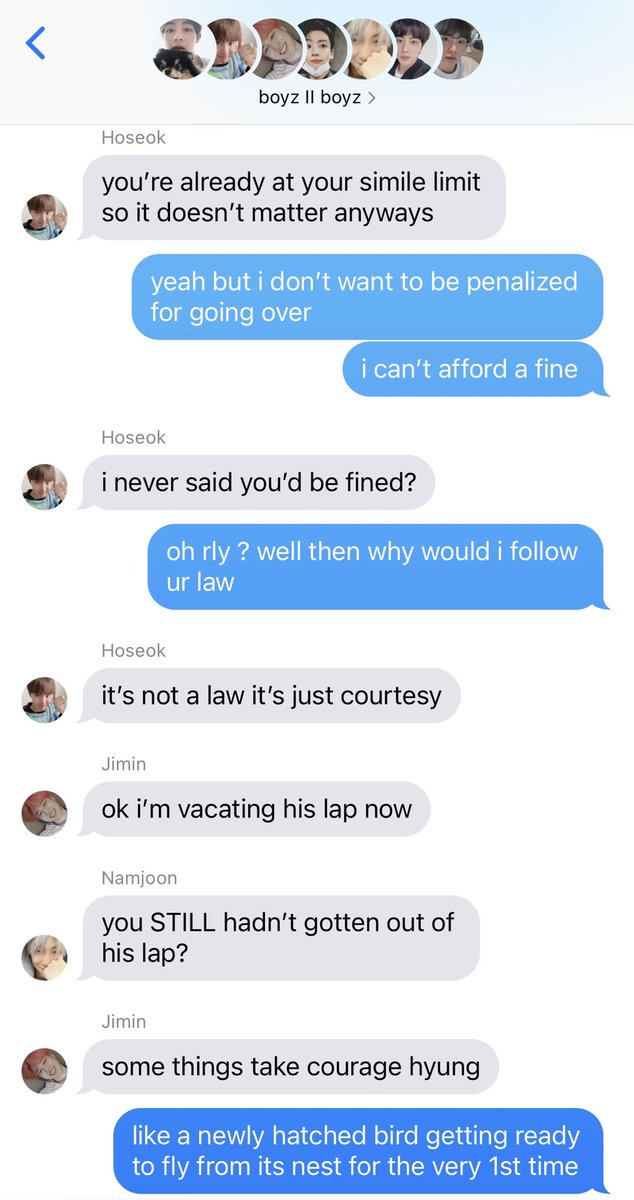 boyz II boyz
Hoseok
you’re already at your simile limit
so it doesn’t matter anyways
yeah but i don’t want to be penalized
for going over
i can’t afford a fine
Hoseok
i never said you’d be fined?
oh rly ? well then why would i follow
ur law
Hoseok
it’s not a law it’s just courtesy
Jimin
ok i’m vacating his lap now
Namjoon
you STILL hadn’t gotten out of
his lap?
Jimin
some things take courage hyung
like a newly hatched bird getting ready
to fly from its nest for the very 1st time